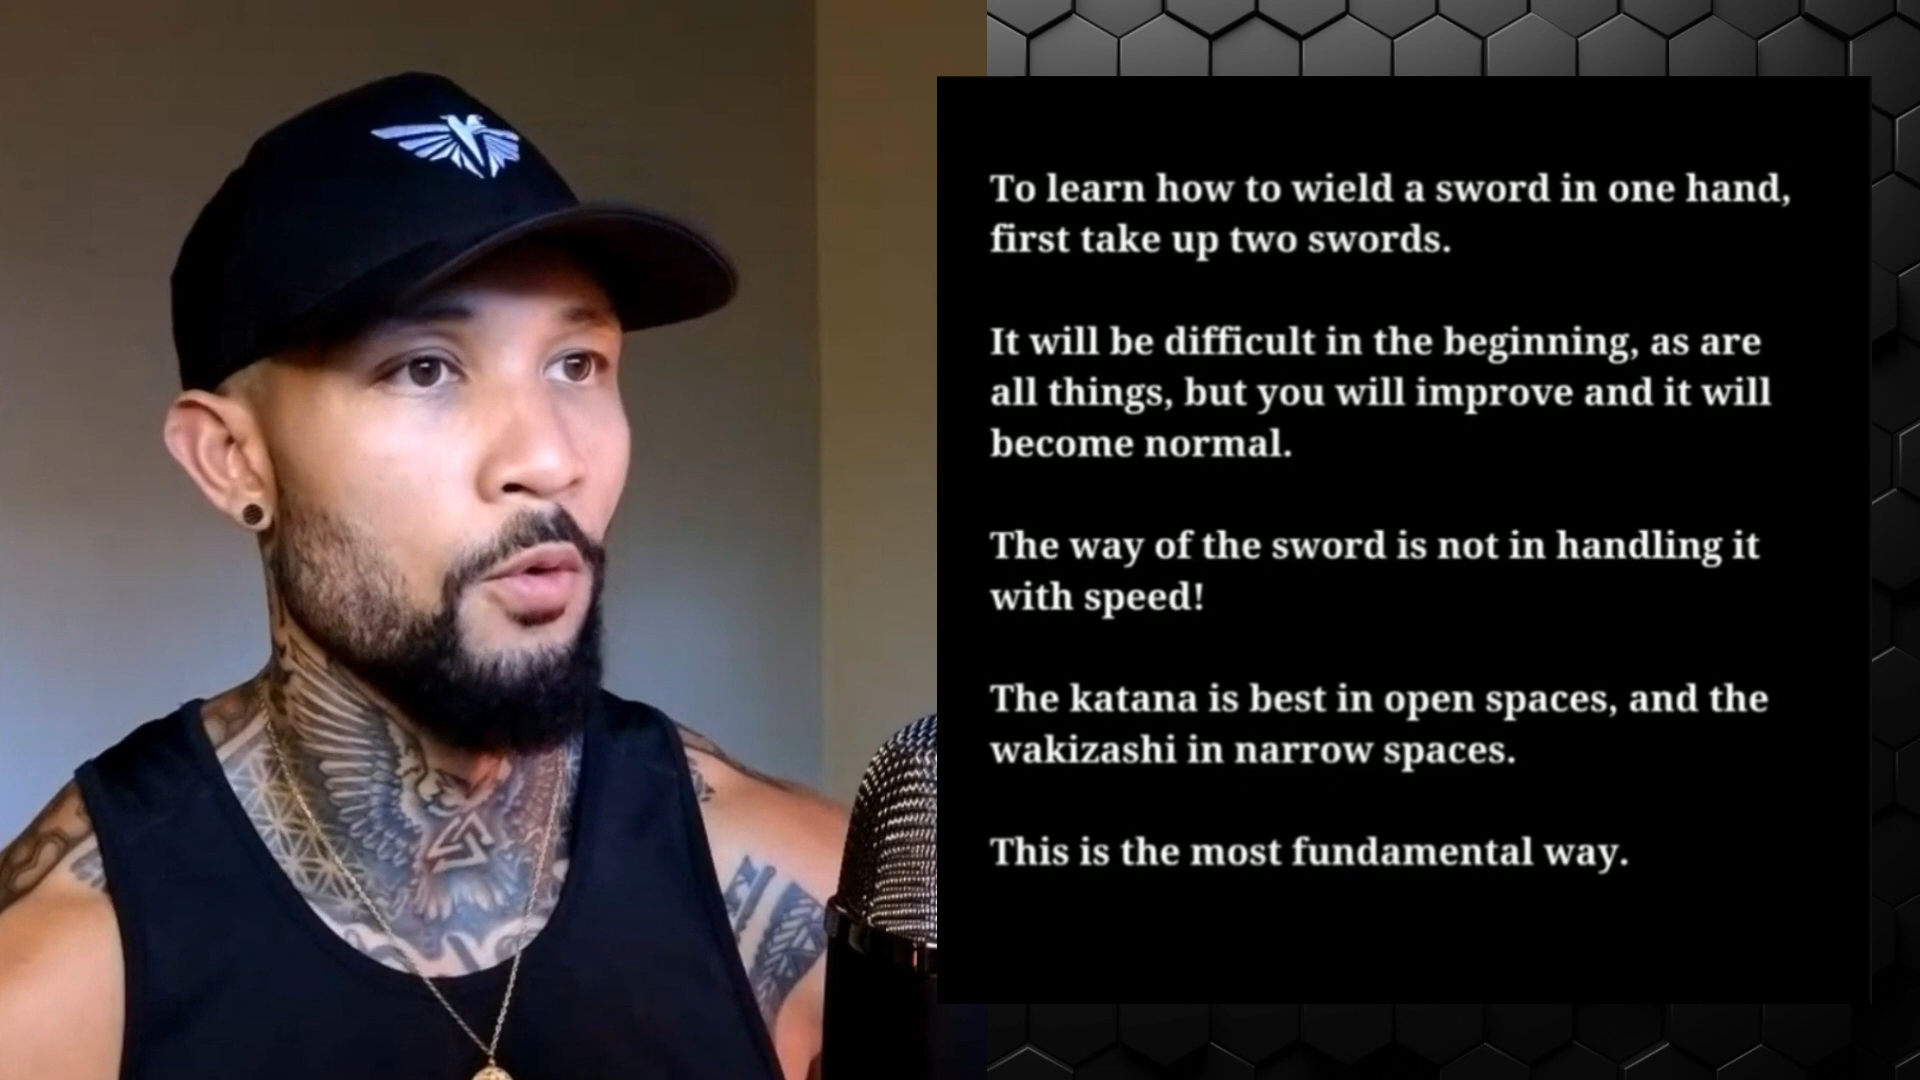 To learn how to wield a sword in one hand,
first take up two swords.
It will be difficult in the beginning, as are
all things, but you will improve and it will
become normal.
The way of the sword is not in handling it
with speed!
The katana is best in open spaces, and the
wakizashi in narrow spaces.
This is the most fundamental way.